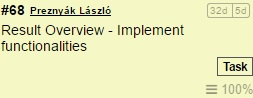 #68 Preznyák László 32d 5d
Result Overview - Implement
functionalities
Task
100%